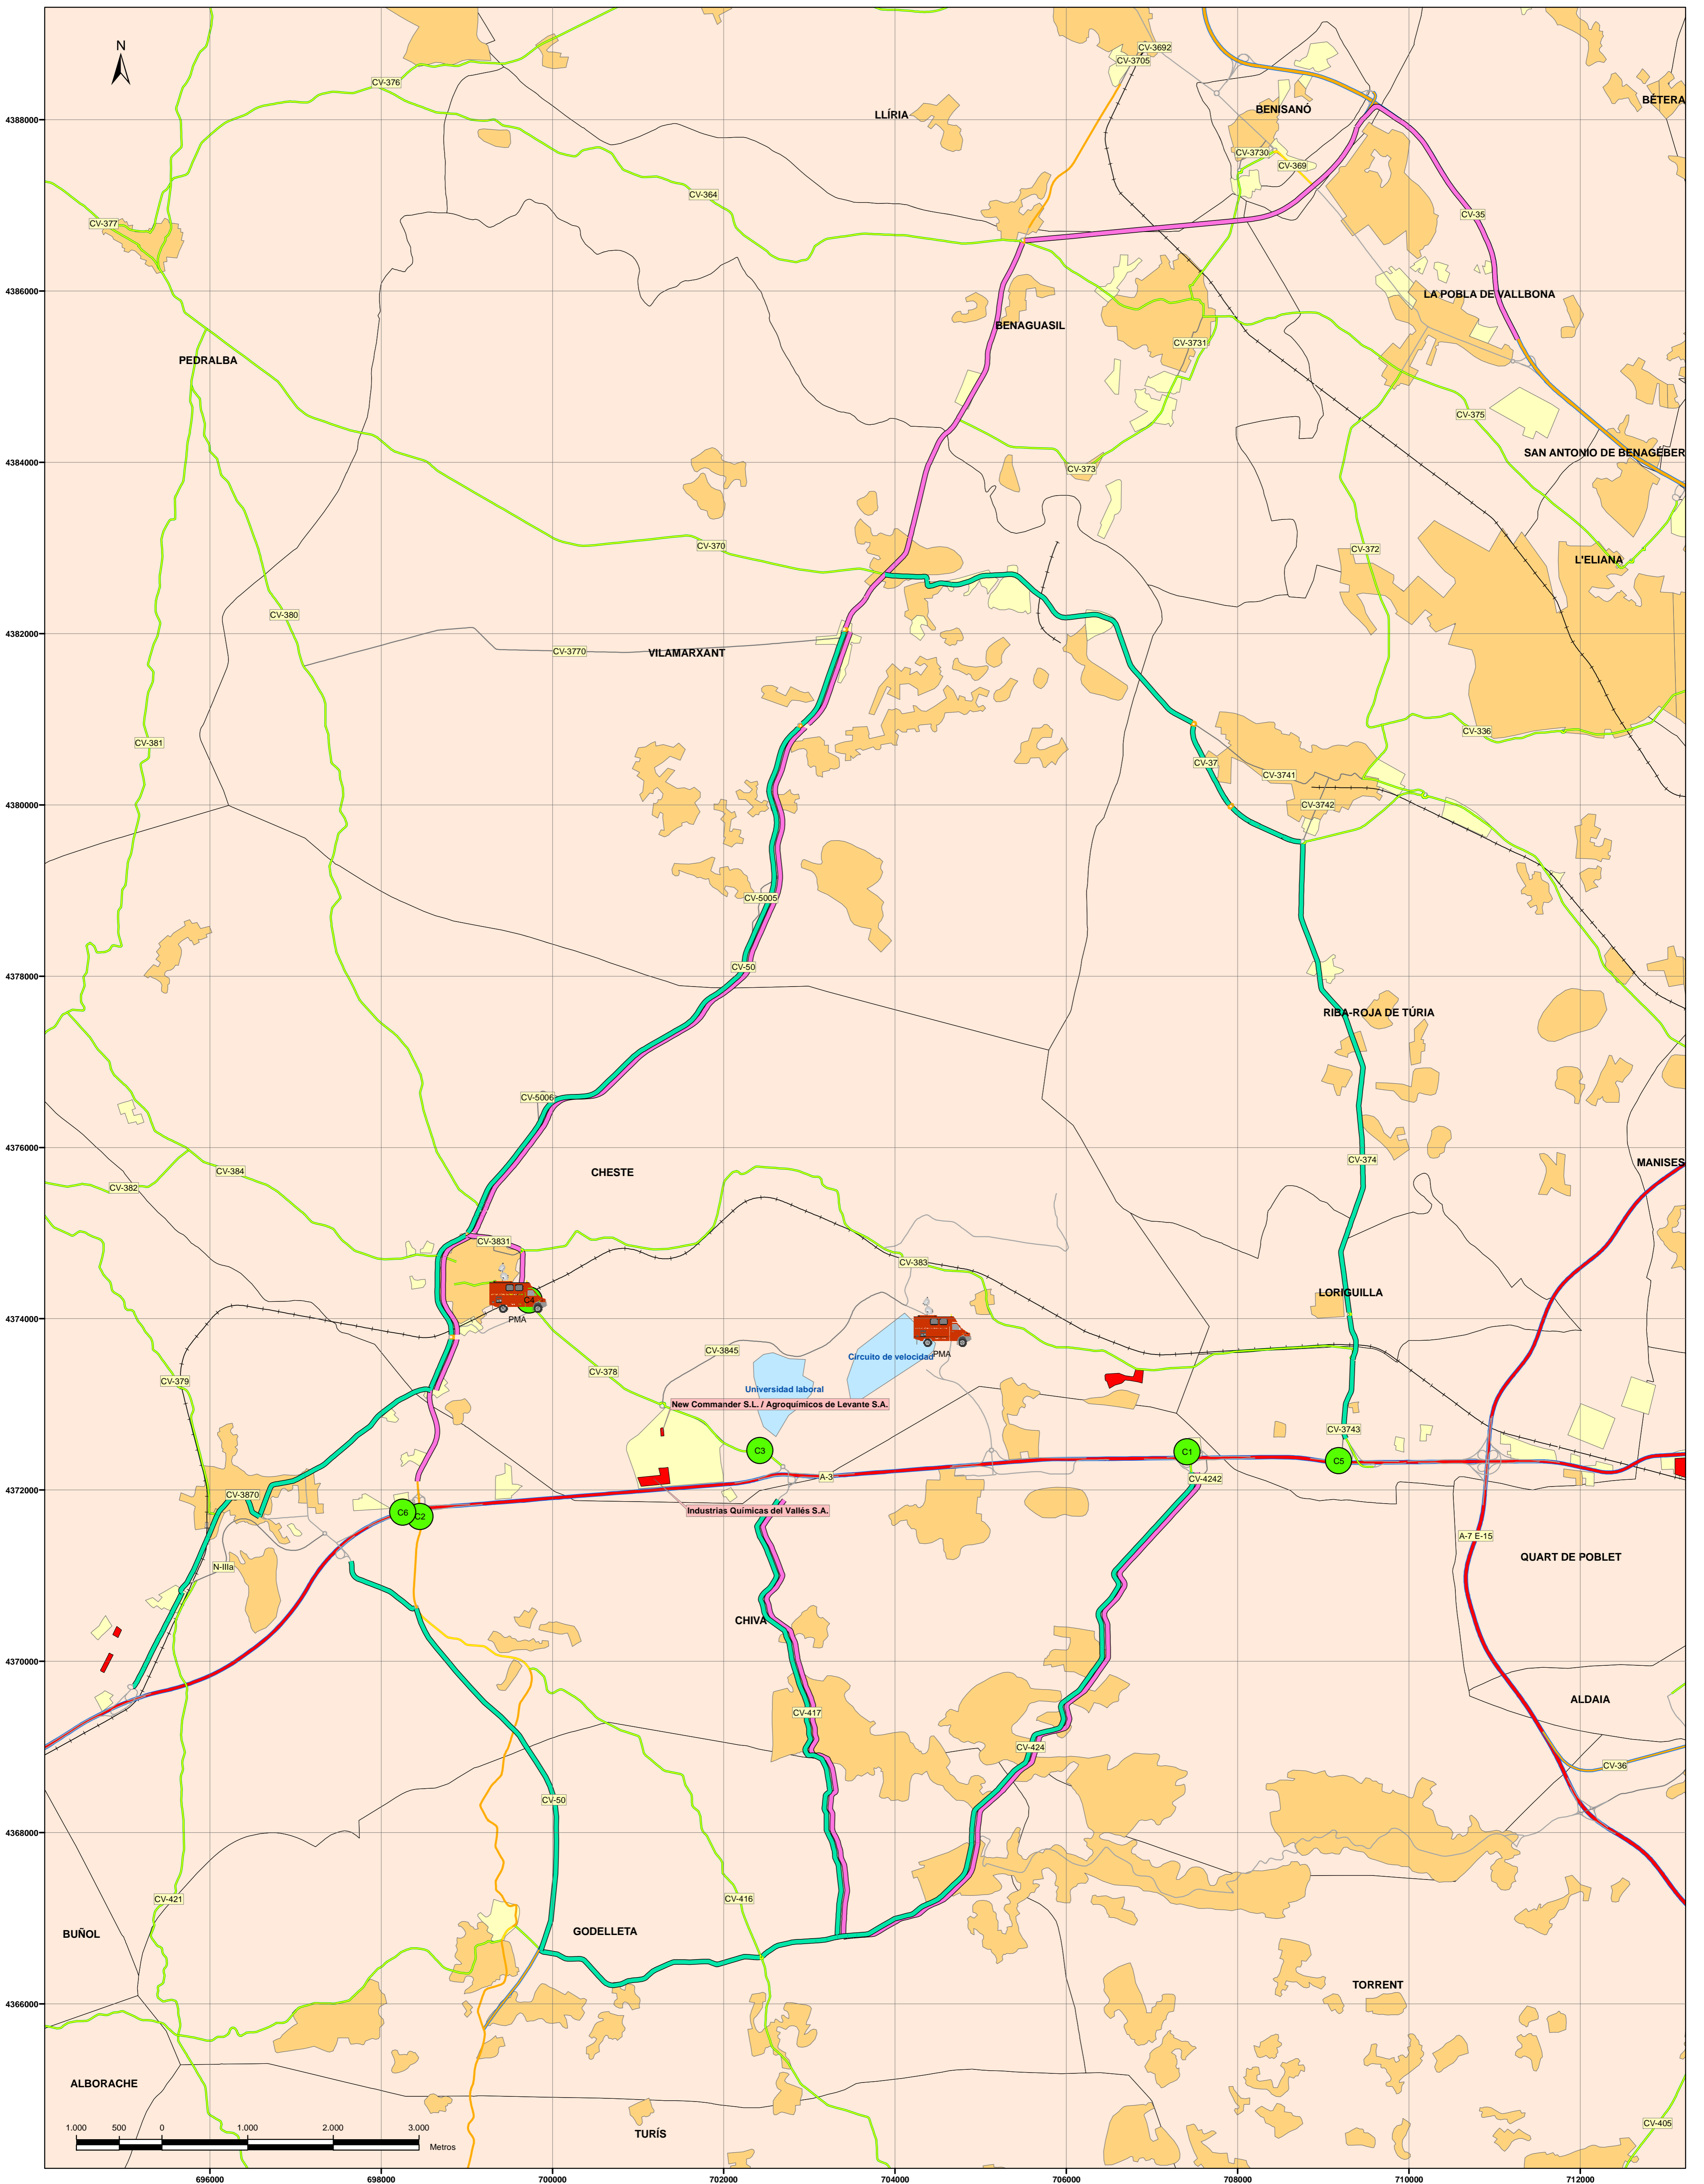 N
CV-3692
CV-3705
CV-376
4388000
LLÍRIA
BENISANÓ
BÉTERA
CV-3730
CV-369
CV-364
CV-35
CV-377
4386000
LA POBLA DE VALLBONA
BENAGUASIL
CV-3731
PEDRALBA
CV-375
SAN ANTONIO DE BENAGÉBER
4384000
CV-373
CV-370
CV-372
L'ELIANA
CV-380
4382000
CV-3770
VILAMARXANT
CV-381
CV-336
CV-37
CV-3741
4380000
CV-3742
CV-5005
CV-50
4378000
RIBA-ROJA DE TÚRIA
CV-5006
4376000
CV-384
CHESTE
CV-374
MANISES
CV-382
CV-3831
CV-383
LORIGUILLA
C4
PMA
4374000
CV-3845
PMA
Círcuito de velocidad
CV-378
CV-379
Universidad laboral
New Commander S.L. / Agroquímicos de Levante S.A.
CV-3743
C3
C1
C5
A-3
CV-4242
4372000
CV-3870
Industrias Químicas del Vallés S.A.
C6
C2
A-7 E-15
N-IIIa
QUART DE POBLET
CHIVA
4370000
ALDAIA
CV-417
CV-424
CV-36
CV-50
4368000
CV-421
CV-416
BUÑOL
GODELLETA
4366000
TORRENT
ALBORACHE
CV-405
1.000 500 0 1.000 2.000 3.000
Metros
TURÍS
696000 698000 700000 702000 704000 706000 708000 710000 712000